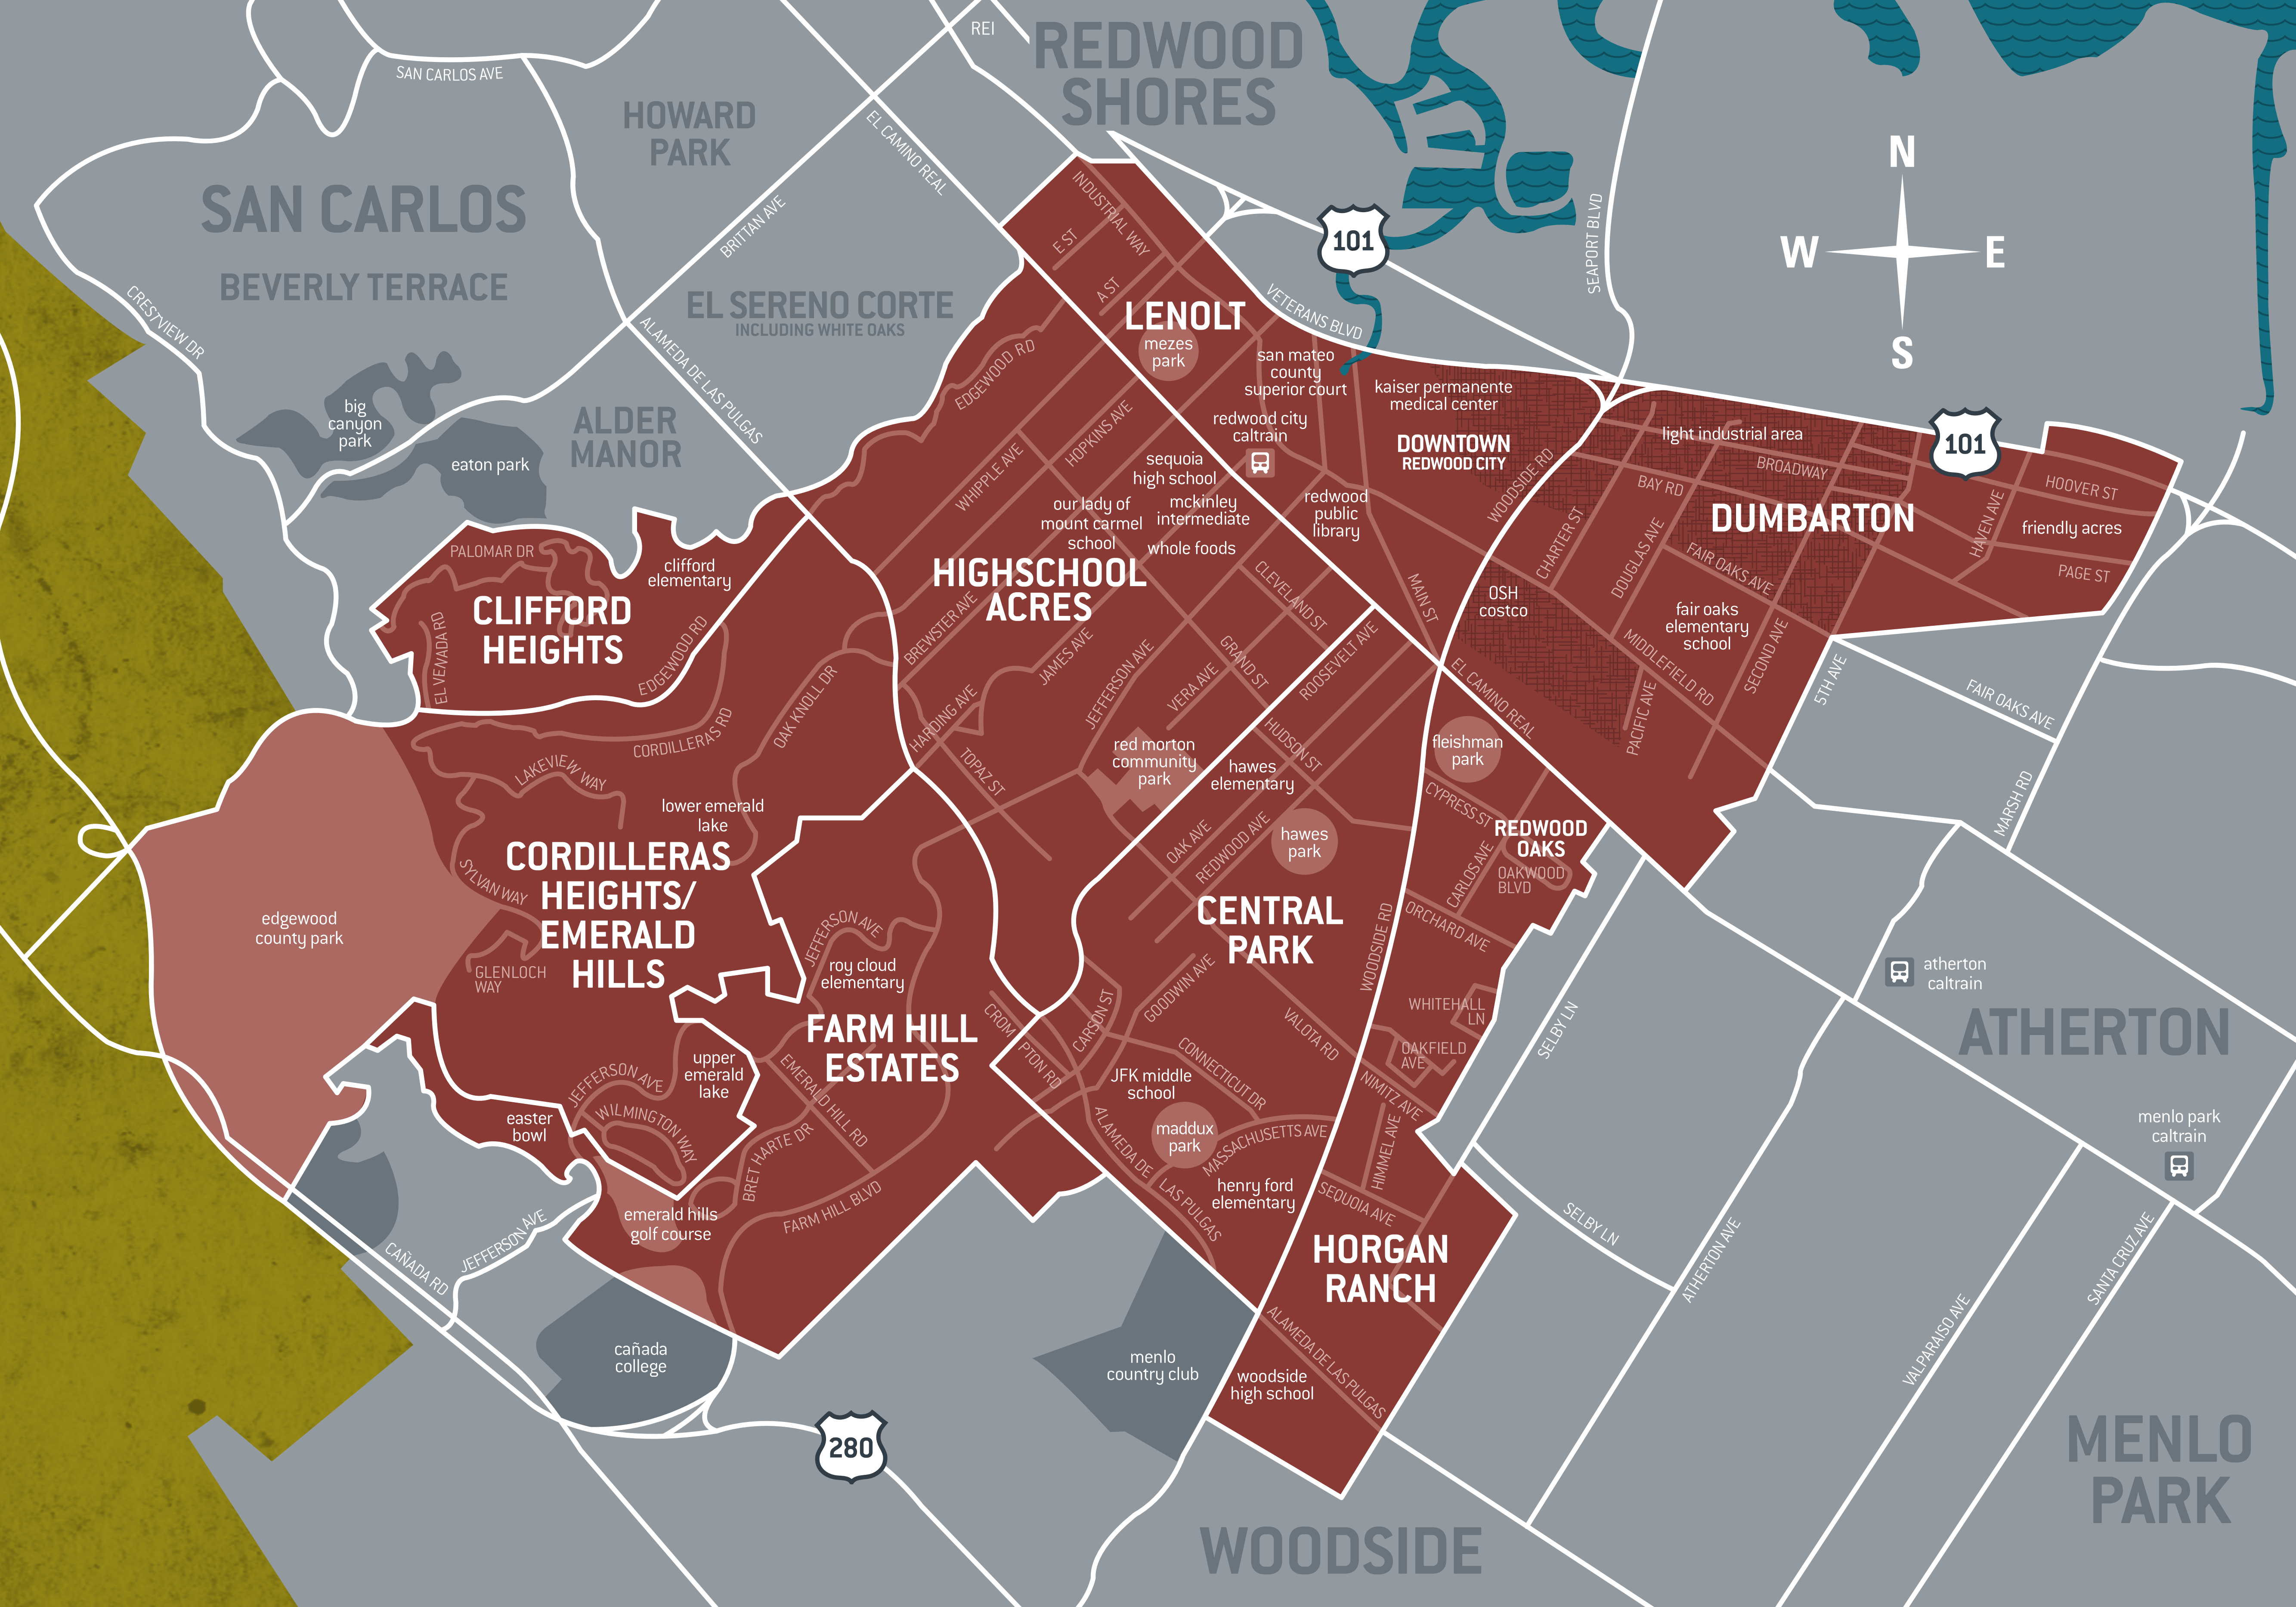 REI
REDWOOD
SHORES
SAN CARLOS AVE
HOWARD
PARK
EL CAMINO REAL
N
W
E
S
SAN CARLOS
BEVERLY TERRACE
BRITTAN AVE
INDUSTRIAL WAY
E ST
A ST
101
SEAPORT BLVD
CRESTVIEW DR
EL SERENO CORTE
INCLUDING WHITE OAKS
ALAMEDA DE LAS PULGAS
LENOLT
mezes
park
VETERANS BLVD
san mateo
county
superior court
kaiser permanente
medical center
EDGEWOOD RD
big
canyon
park
eaton park
ALDER
MANOR
HOPKINS AVE
WHIPPLE AVE
redwood city
caltrain
DOWNTOWN
REDWOOD CITY
sequoia
high school
our lady of
mount carmel
school
mckinley
intermediate
whole foods
redwood
public
library
WOODSIDE RD
light industrial area
BROADWAY
BAY RD
101
DUMBARTON
HOOVER ST
HAVEN AVE
friendly acres
PAGE ST
CHARTER ST
DOUGLAS AVE
FAIR OAKS AVE
PALOMAR DR
clifford
elementary
CLIFFORD
HEIGHTS
EL VEVADA RD
EDGEWOOD RD
HIGHSCHOOL
ACRES
BREWSTER AVE
JAMES AVE
CLEVELAND ST
MAIN ST
OSH
costco
fair oaks
elementary
school
MIDDLEFIELD RD
SECOND AVE
5TH AVE
FAIR OAKS AVE
PACIFIC AVE
JEFFERSON AVE
VERA AVE
GRAND ST
ROOSEVELT AVE
EL CAMINO REAL
HARDING AVE
OAK KNOLL DR
CORDILLERAS RD
LAKEVIEW WAY
TOPAZ ST
red morton
community
park
HUDSON ST
hawes
elementary
fleishman
park
CYPRESS ST
MARSH RD
lower emerald
lake
CORDILLERAS
HEIGHTS/
EMERALD
HILLS
SYLVAN WAY
OAK AVE
REDWOOD AVE
hawes
park
REDWOOD
OAKS
OAKWOOD
BLVD
CARLOS AVE
ORCHARD AVE
edgewood
county park
GLENLOCH
WAY
JEFFERSON AVE
roy cloud
elementary
CENTRAL
PARK
WOODSIDE RD
GOODWIN AVE
WHITEHALL
LN
atherton
caltrain
ATHERTON
FARM HILL
ESTATES
CROMPTON RD
CARSON ST
VALOTA RD
OAKFIELD
AVE
SELBY LN
upper
emerald
lake
JEFFERSON AVE
WILMINGTON WAY
EMERALD HILL RD
easter
bowl
JFK middle
school
CONNECTICUT DR
NIMITZ AVE
ALAMEDA DE
LAS PULGAS
maddux
park
MASSACHUSETTS AVE
HIMMEL AVE
menlo park
caltrain
BRET HARTE DR
FARM HILL BLVD
henry ford
elementary
SEQUOIA AVE
emerald hills
golf course
JEFFERSON AVE
CAÑADA RD
SELBY LN
ATHERTON AVE
SANTA CRUZ AVE
HORGAN
RANCH
ALAMEDA DE LAS PULGAS
VALPARAISO AVE
cañada
college
menlo
country club
woodside
high school
280
MENLO
PARK
WOODSIDE